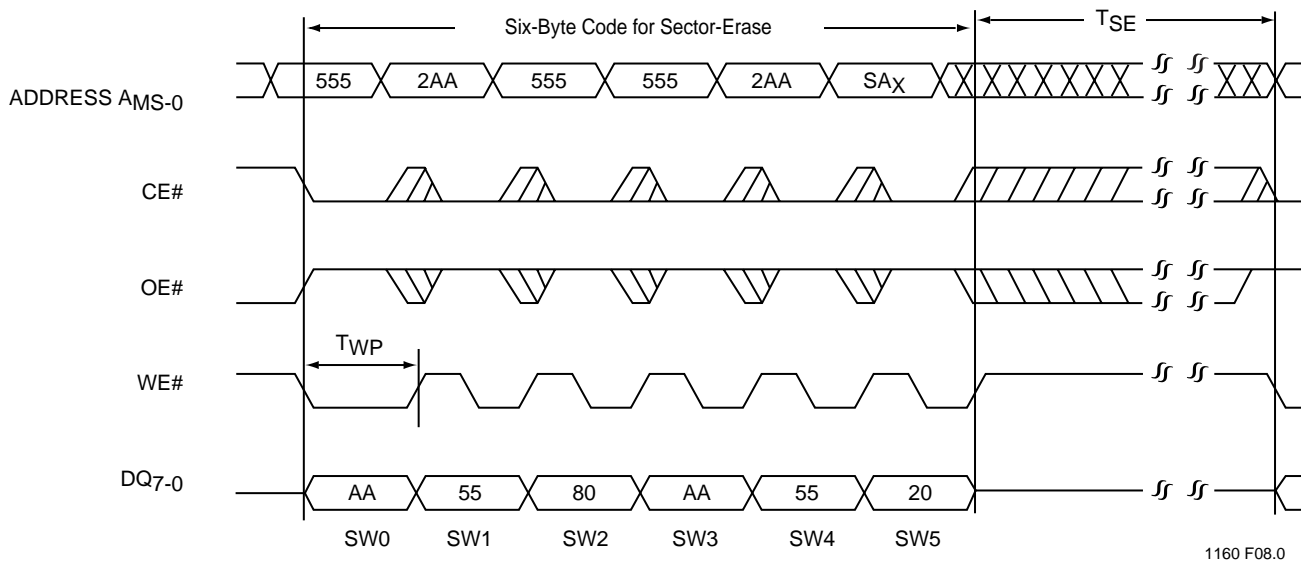 Six-Byte Code for Sector-Erase
TSE
ADDRESS AMS-0
555 2AA 555 555 2AA SAX
CE#
OE#
TWP
WE#
DQ7-0
AA 55 80 AA 55 20
SW0 SW1 SW2 SW3 SW4 SW5
1160 F08.0